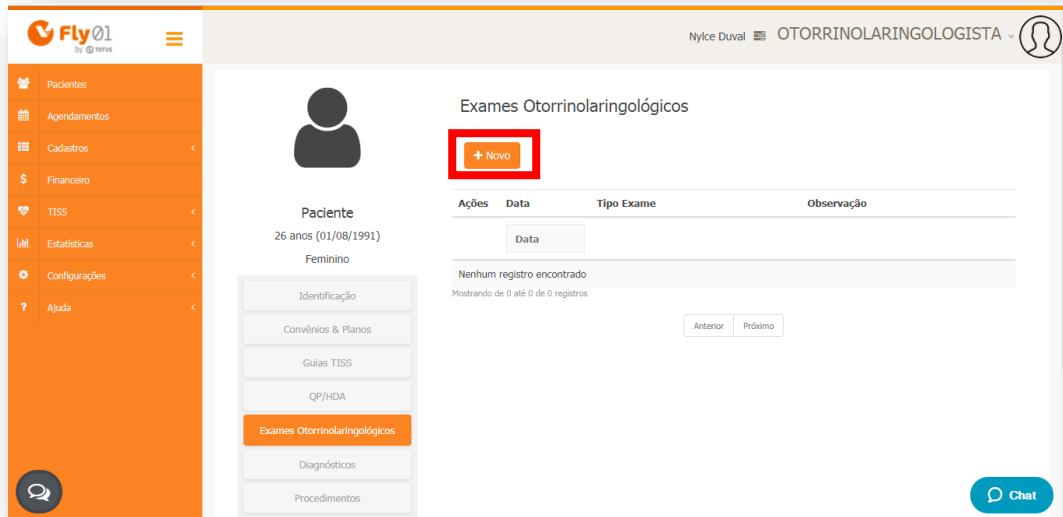 Fly01
by TOTVS
Nylce Duval
OTORRINOLARINGOLOGISTA
Pacientes
Agendamentos
Cadastros
Financeiro
TISS
Estatísticas
Configurações
Ajuda
Paciente
26 anos (01/08/1991)
Feminino
Identificação
Convênios & Planos
Guias TISS
QP/HDA
Exames Otorrinolaringológicos
Diagnósticos
Procedimentos
Exames Otorrinolaringológicos
+ Novo
Ações Data Tipo Exame Observação
Data
Nenhum registro encontrado
Mostrando de 0 até 0 de 0 registros
Anterior Próximo
Chat